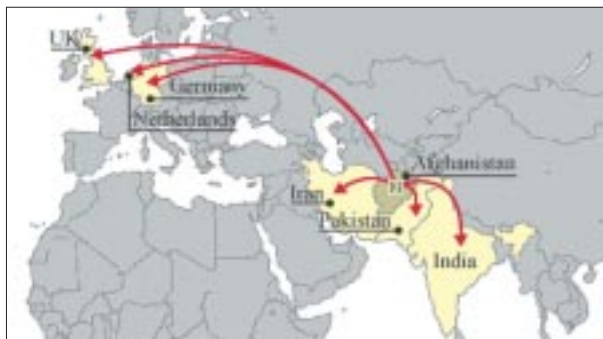 UK
Germany
Netherlands
Afghanistan
Iran
Pakistan
India